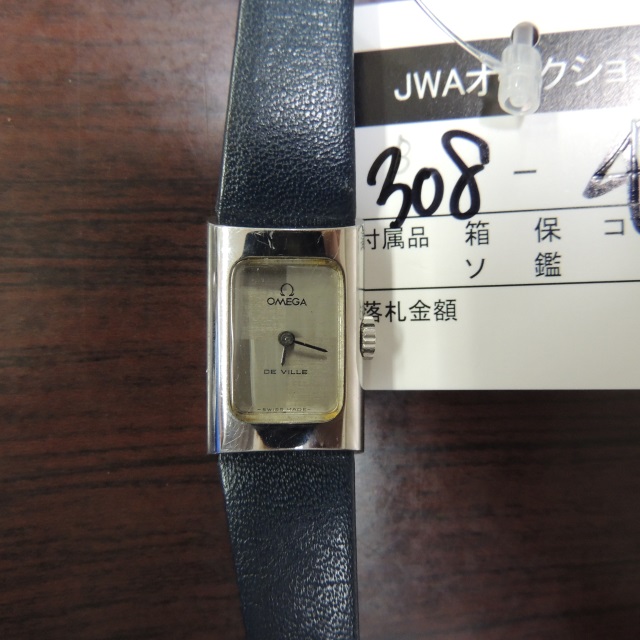 JWAオークション
308 - 4
付属品 箱 保 コ
ソ 鑑
落札金額
Ω
OMEGA
DE VILLE
SWISS MADE